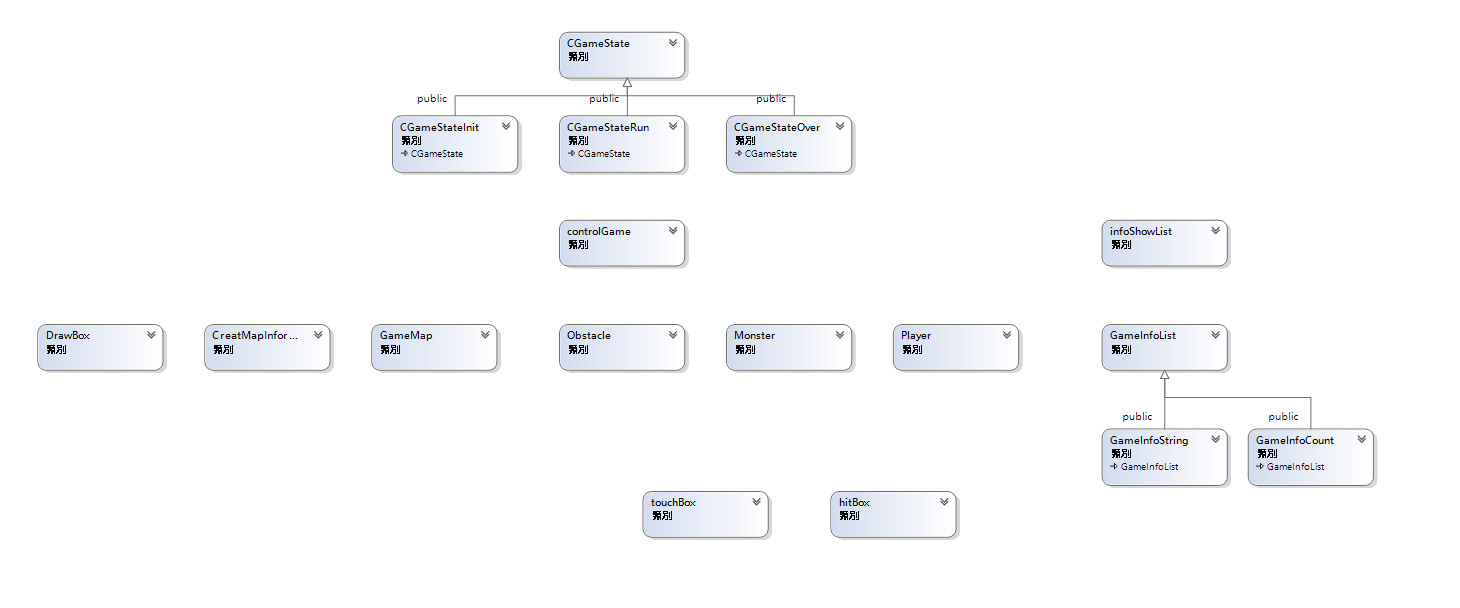 CGameState
類別
public
public
public
CGameStateInit
類別
CGameState
CGameStateRun
類別
CGameState
CGameStateOver
類別
CGameState
controlGame
類別
infoShowList
類別
DrawBox
類別
CreatMapInfor...
類別
GameMap
類別
Obstacle
類別
Monster
類別
Player
類別
GameInfoList
類別
public
public
GameInfoString
類別
GameInfoList
GameInfoCount
類別
GameInfoList
touchBox
類別
hitBox
類別